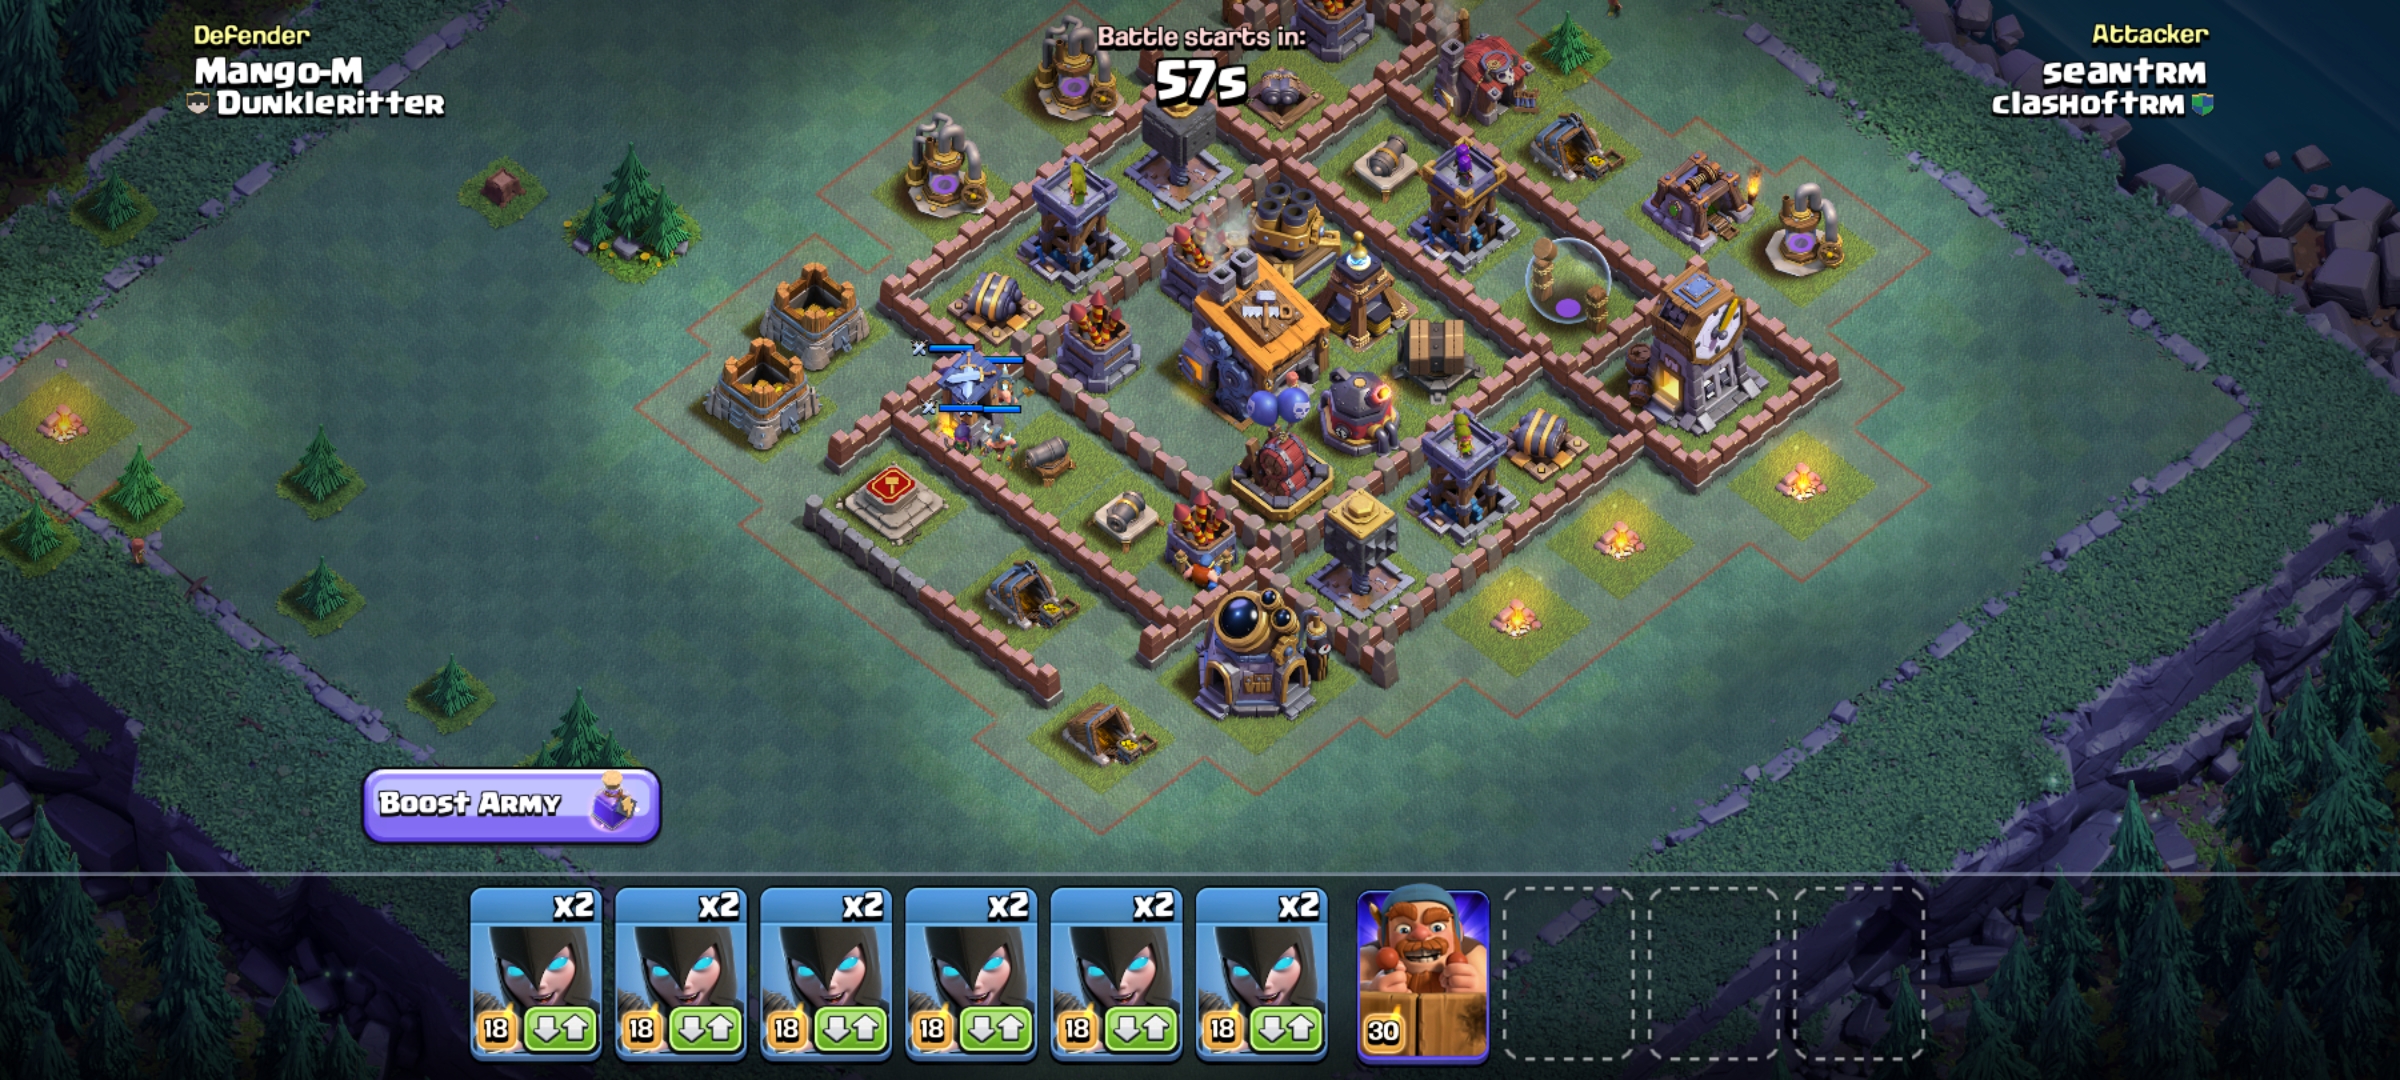 Defender
Mango-M
Dunkleritter
Battle starts in:
57s
Attacker
seantRM
clashoftRM
VIII
Boost Army
x2
x2
x2
x2
x2
x2
18
18
18
18
18
18
30